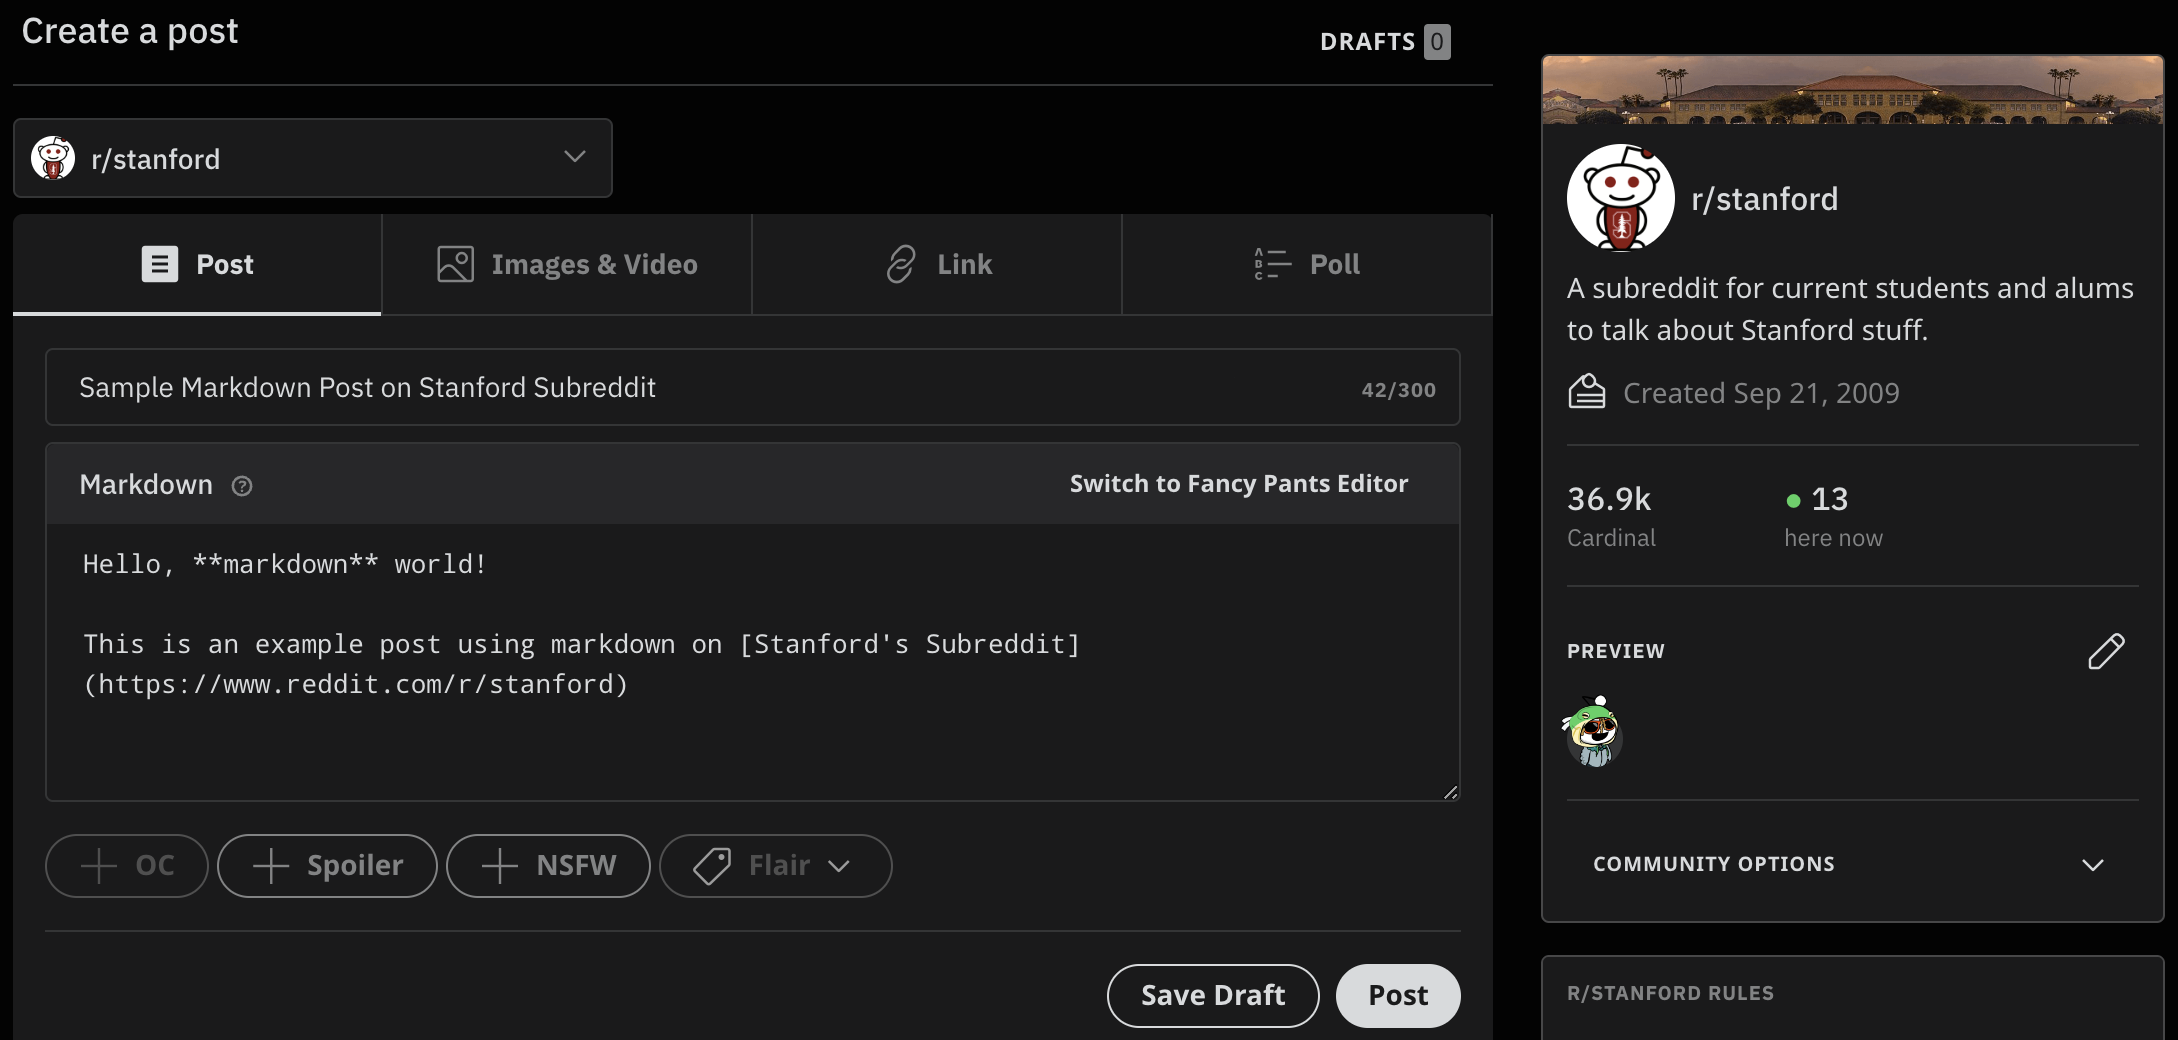 Create a post
DRAFTS 0
r/stanford
Post
Images & Video
Link
A
B
C
Poll
Sample Markdown Post on Stanford Subreddit
42/300
Markdown ?
Switch to Fancy Pants Editor
Hello, **markdown** world!
This is an example post using markdown on [Stanford's Subreddit]
(https://www.reddit.com/r/stanford)
OC
Spoiler
NSFW
Flair
Save Draft
Post
r/stanford
A subreddit for current students and alums
to talk about Stanford stuff.
Created Sep 21, 2009
36.9k
Cardinal
13
here now
PREVIEW
COMMUNITY OPTIONS
R/STANFORD RULES